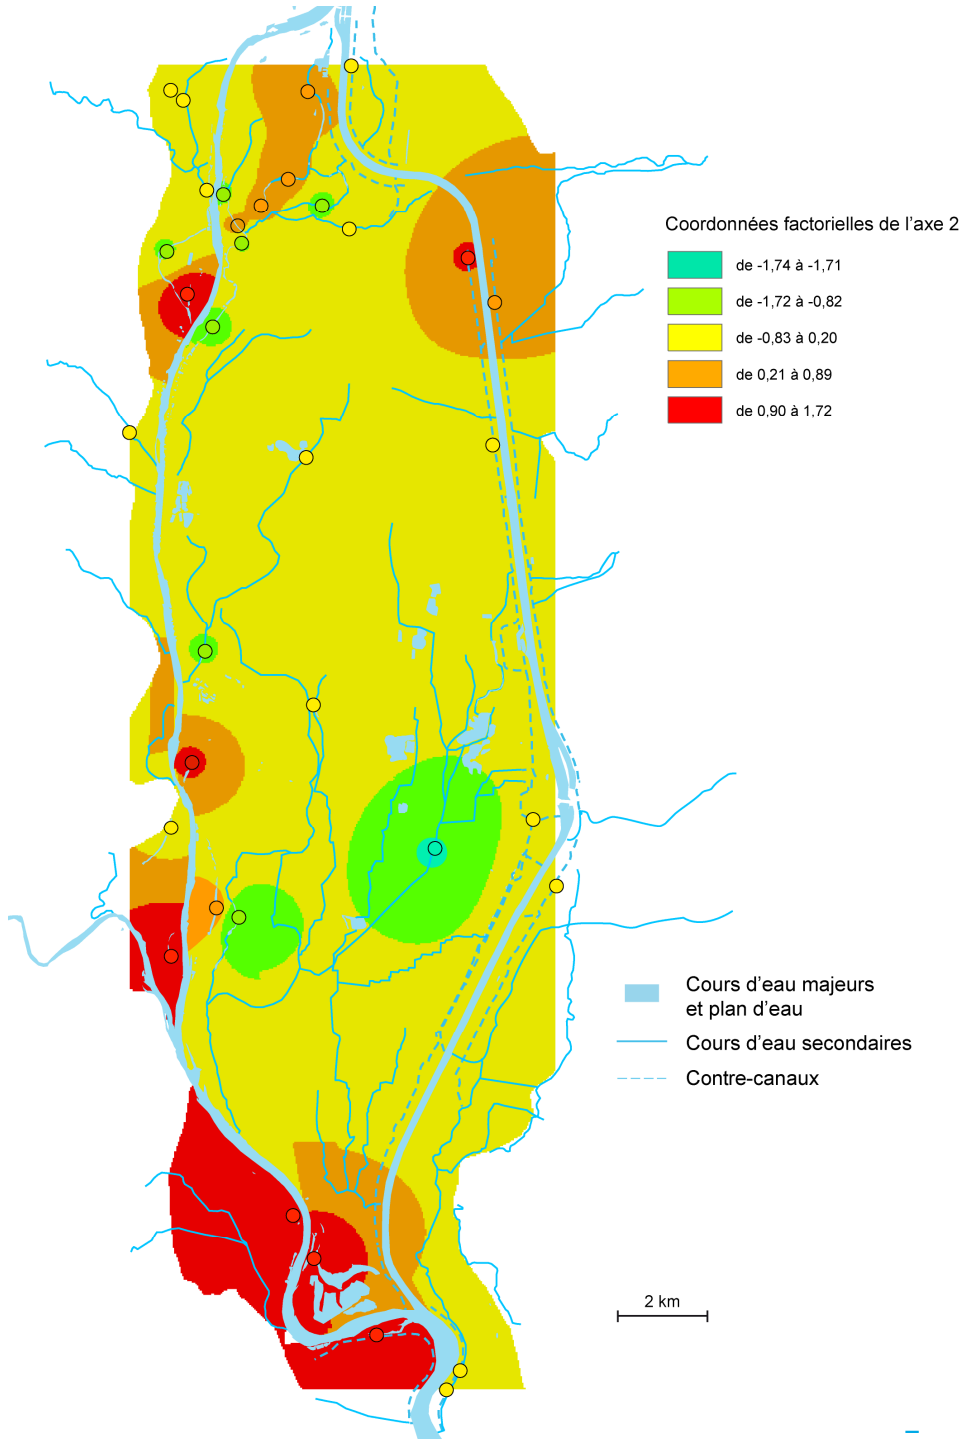 Coordonnées factorielles de l'axe 2
de -1,74 à -1,71
de -1,72 à -0,82
de -0,83 à 0,20
de 0,21 à 0,89
de 0,90 à 1,72
Cours d'eau majeurs
et plan d'eau
Cours d'eau secondaires
Contre-canaux
2 km